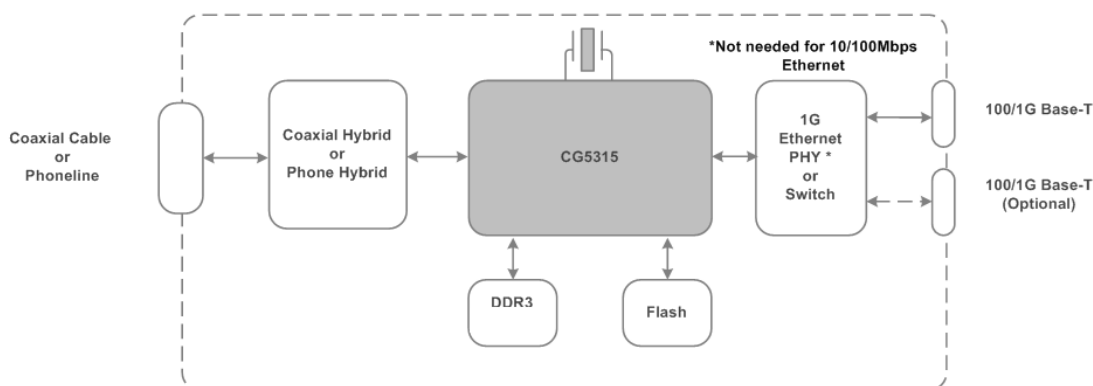 *Not needed for 10/100Mbps
Ethernet
Coaxial Cable
or
Phoneline
Coaxial Hybrid
or
Phone Hybrid
CG5315
1G
Ethernet
PHY *
or
Switch
100/1G Base-T
100/1G Base-T
(Optional)
DDR3
Flash